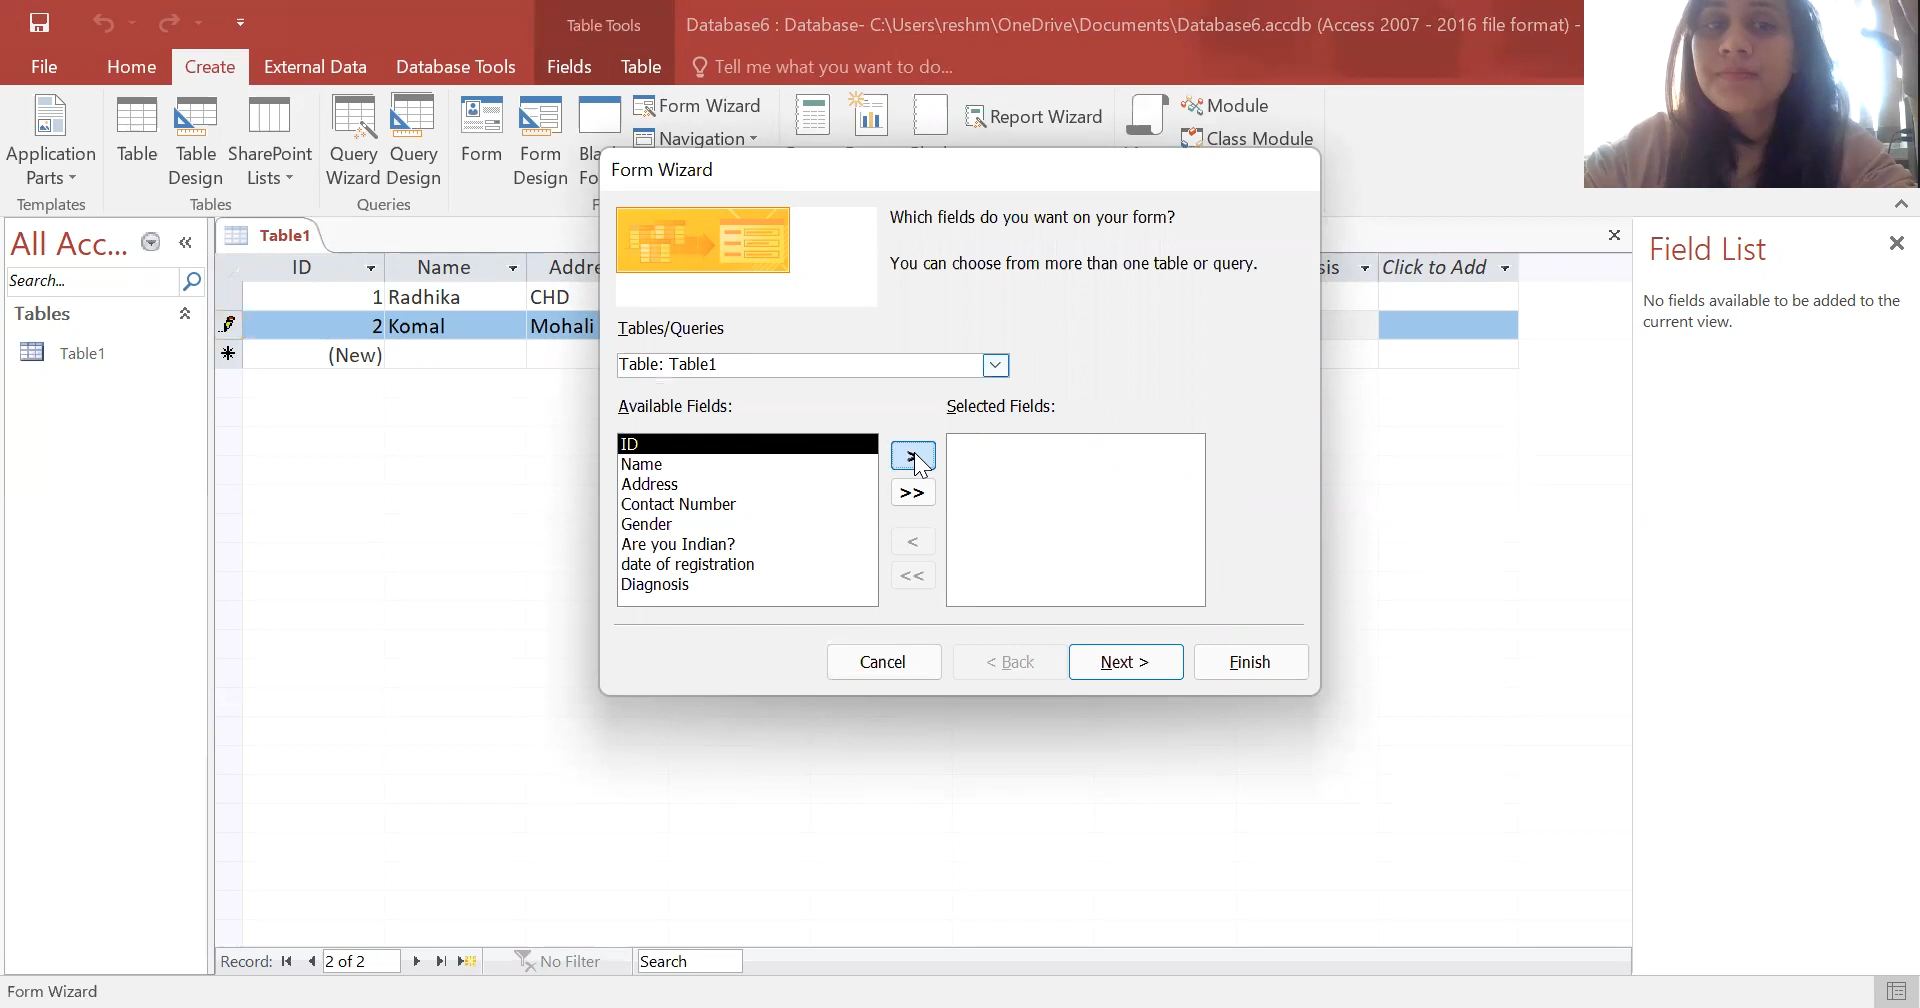 Table Tools
Database6 : Database- C:\Users\reshm\OneDrive\Documents\Database6.accdb (Access 2007 - 2016 file format) -
File Home Create External Data Database Tools Fields Table Tell me what you want to do...
Application Parts
Templates
Table
Table Design
SharePoint Lists
Tables
Query Wizard
Query Design
Queries
Form
Form Design
Form Wizard
Navigation
Report Wizard
Module
Class Module
All Acc...
Search...
Tables
Table1
Table1
ID Name Click to Add
1 Radhika CHD
2 Komal Mohali
(New)
Form Wizard
Which fields do you want on your form?
You can choose from more than one table or query.
Tables/Queries
Table: Table1
Available Fields:
ID
Name
Address
Contact Number
Gender
Are you Indian?
date of registration
Diagnosis
>
>>
<
<<
Selected Fields:
Cancel < Back Next > Finish
Field List
No fields available to be added to the
current view.
Record: 2 of 2 No Filter Search
Form Wizard